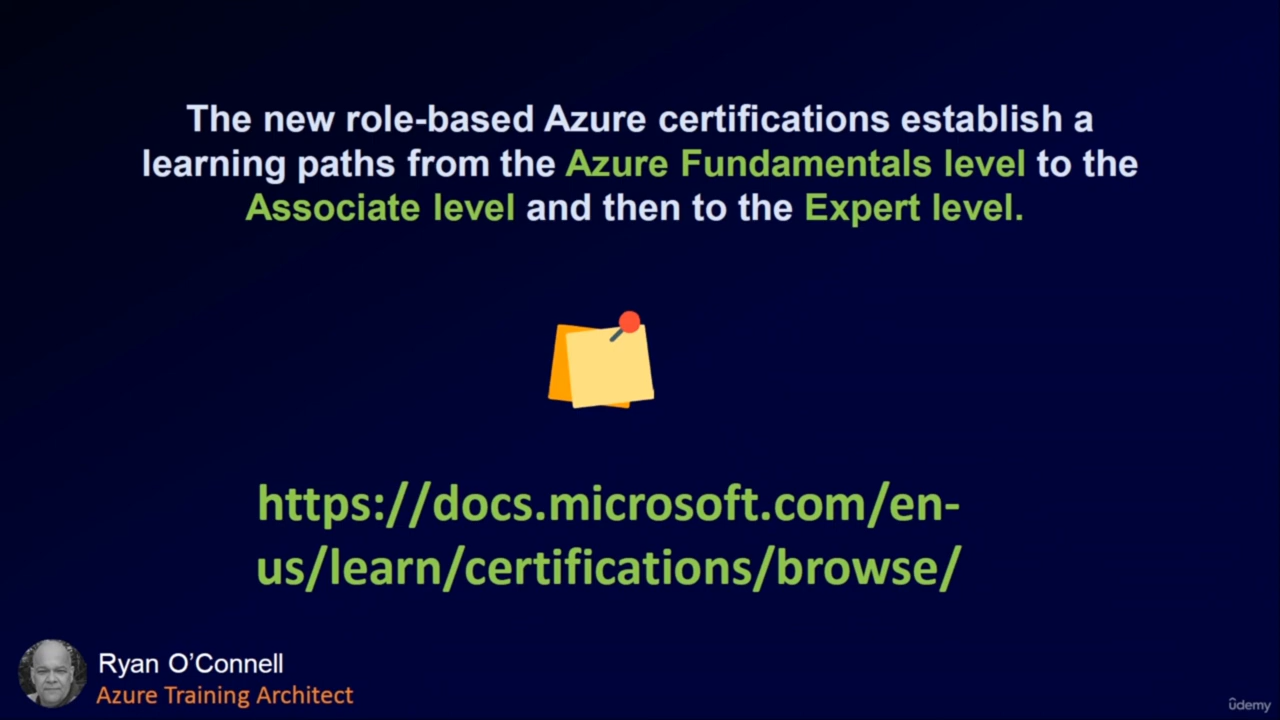 The new role-based Azure certifications establish a
learning paths from the Azure Fundamentals level to the
Associate level and then to the Expert level.
https://docs.microsoft.com/en-
us/learn/certifications/browse/
Ryan O’Connell
Azure Training Architect
ûdemy